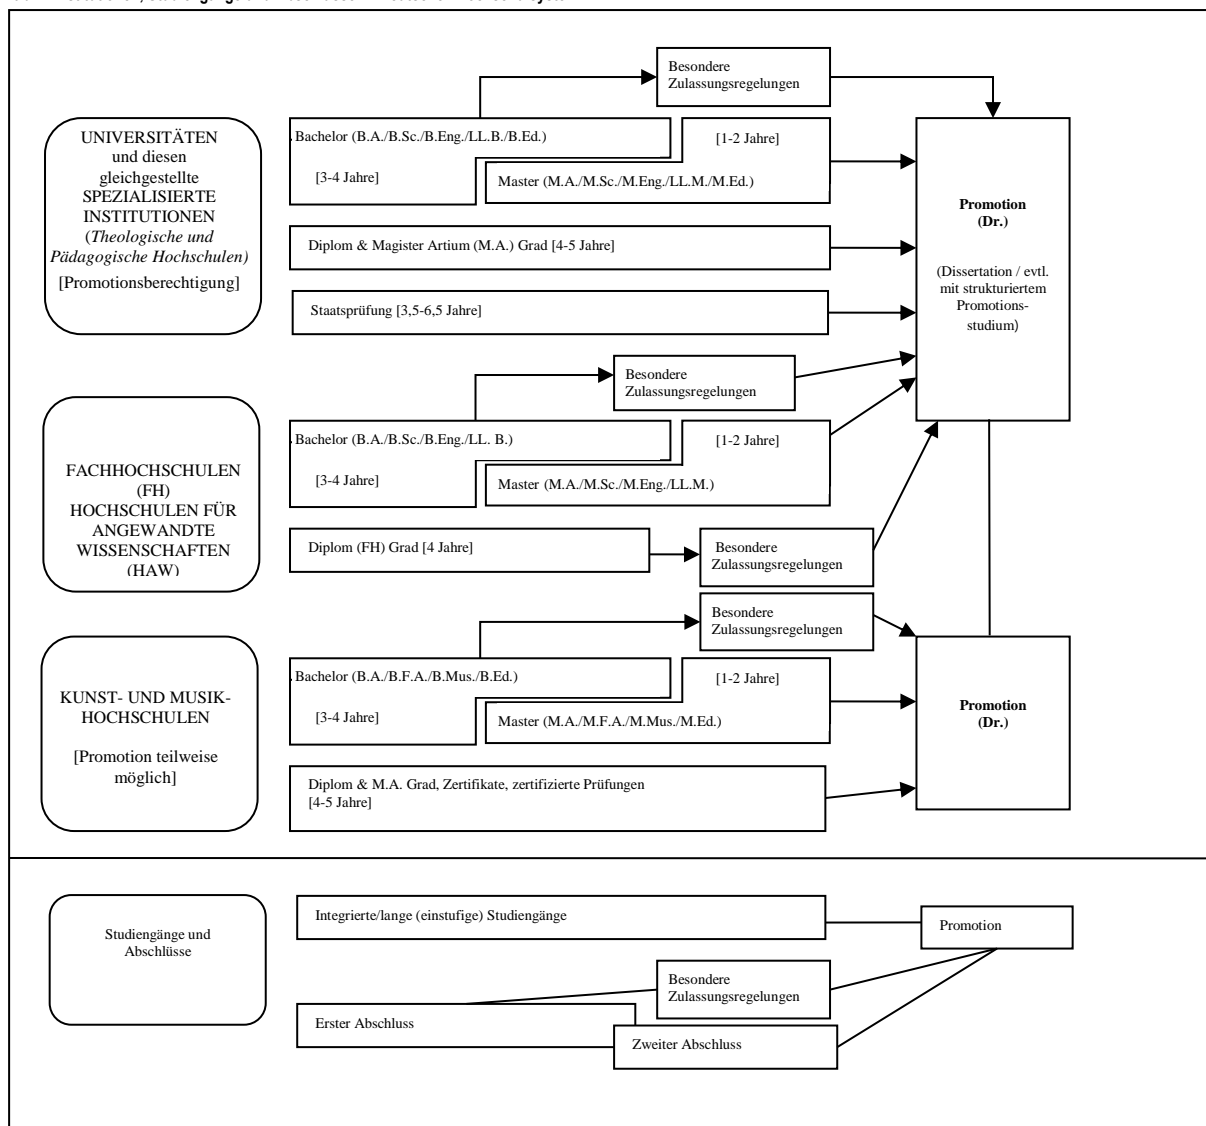 Besondere
Zulassungsregelungen
UNIVERSITÄTEN
und diesen
gleichgestellte
SPEZIALISIERTE
INSTITUTIONEN
(Theologische und
Pädagogische Hochschulen)
[Promotionsberechtigung]
Bachelor (B.A./B.Sc./B.Eng./LL.B./B.Ed.)
[3-4 Jahre]
[1-2 Jahre]
Master (M.A./M.Sc./M.Eng./LL.M./M.Ed.)
Diplom & Magister Artium (M.A.) Grad [4-5 Jahre]
Staatsprüfung [3,5-6,5 Jahre]
Promotion
(Dr.)
(Dissertation / evtl.
mit strukturiertem
Promotions-
studium)
Besondere
Zulassungsregelungen
FACHHOCHSCHULEN
(FH)
HOCHSCHULEN FÜR
ANGEWANDTE
WISSENSCHAFTEN
(HAW)
Bachelor (B.A./B.Sc./B.Eng./LL. B.)
[3-4 Jahre]
[1-2 Jahre]
Master (M.A./M.Sc./M.Eng./LL.M.)
Diplom (FH) Grad [4 Jahre]
Besondere
Zulassungsregelungen
Besondere
Zulassungsregelungen
KUNST- UND MUSIK-
HOCHSCHULEN
[Promotion teilweise
möglich]
Bachelor (B.A./B.F.A./B.Mus./B.Ed.)
[3-4 Jahre]
[1-2 Jahre]
Master (M.A./M.F.A./M.Mus./M.Ed.)
Diplom & M.A. Grad, Zertifikate, zertifizierte Prüfungen
[4-5 Jahre]
Promotion
(Dr.)
Studiengänge und
Abschlüsse
Integrierte/lange (einstufige) Studiengänge
Promotion
Besondere
Zulassungsregelungen
Erster Abschluss
Zweiter Abschluss